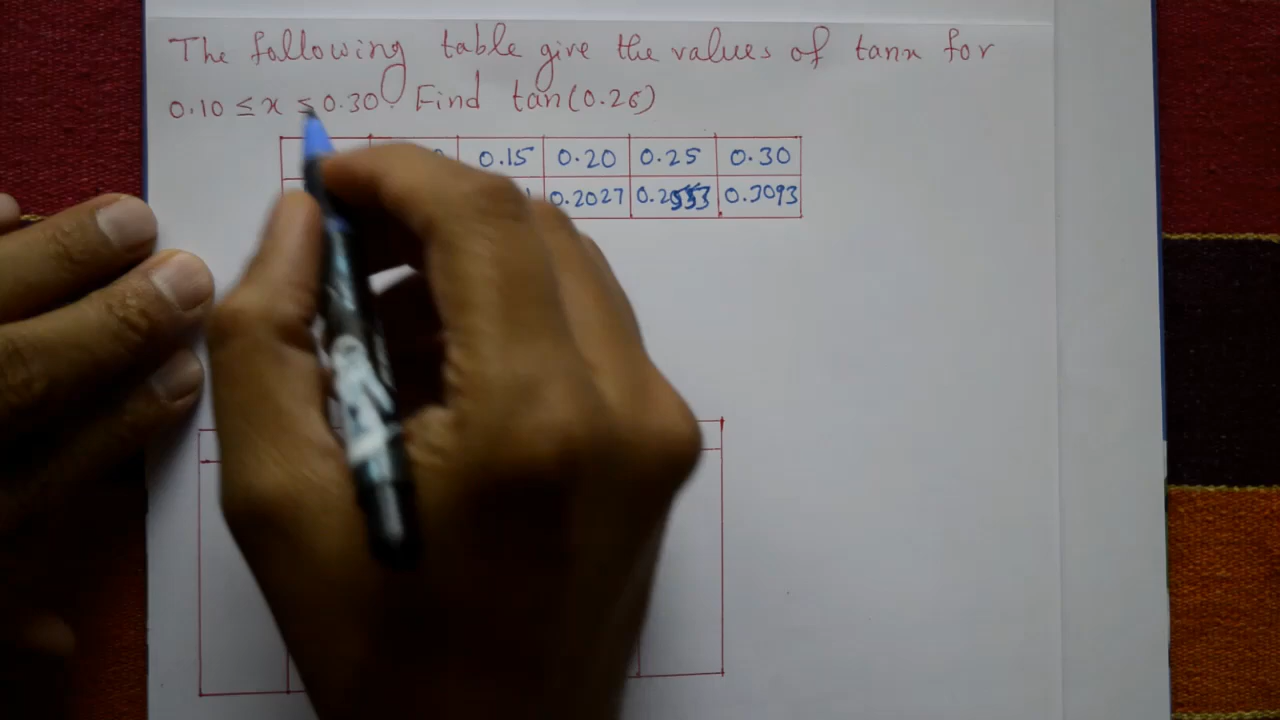 The following table give the values of tanx for
0.10 ≤ x ≤ 0.30. Find tan(0.26)
0.15 0.20 0.25 0.30
0.2027 0.2553 0.3093